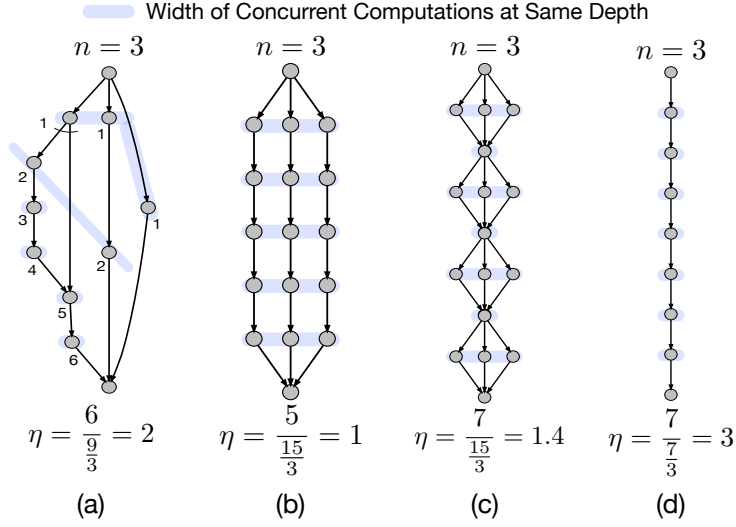 Width of Concurrent Computations at Same Depth
n = 3
n = 3
n = 3
n = 3
1
1
2
3
1
4
2
5
6
η = 6 / (9/3) = 2
η = 5 / (15/3) = 1
η = 7 / (15/3) = 1.4
η = 7 / (7/3) = 3
(a)
(b)
(c)
(d)